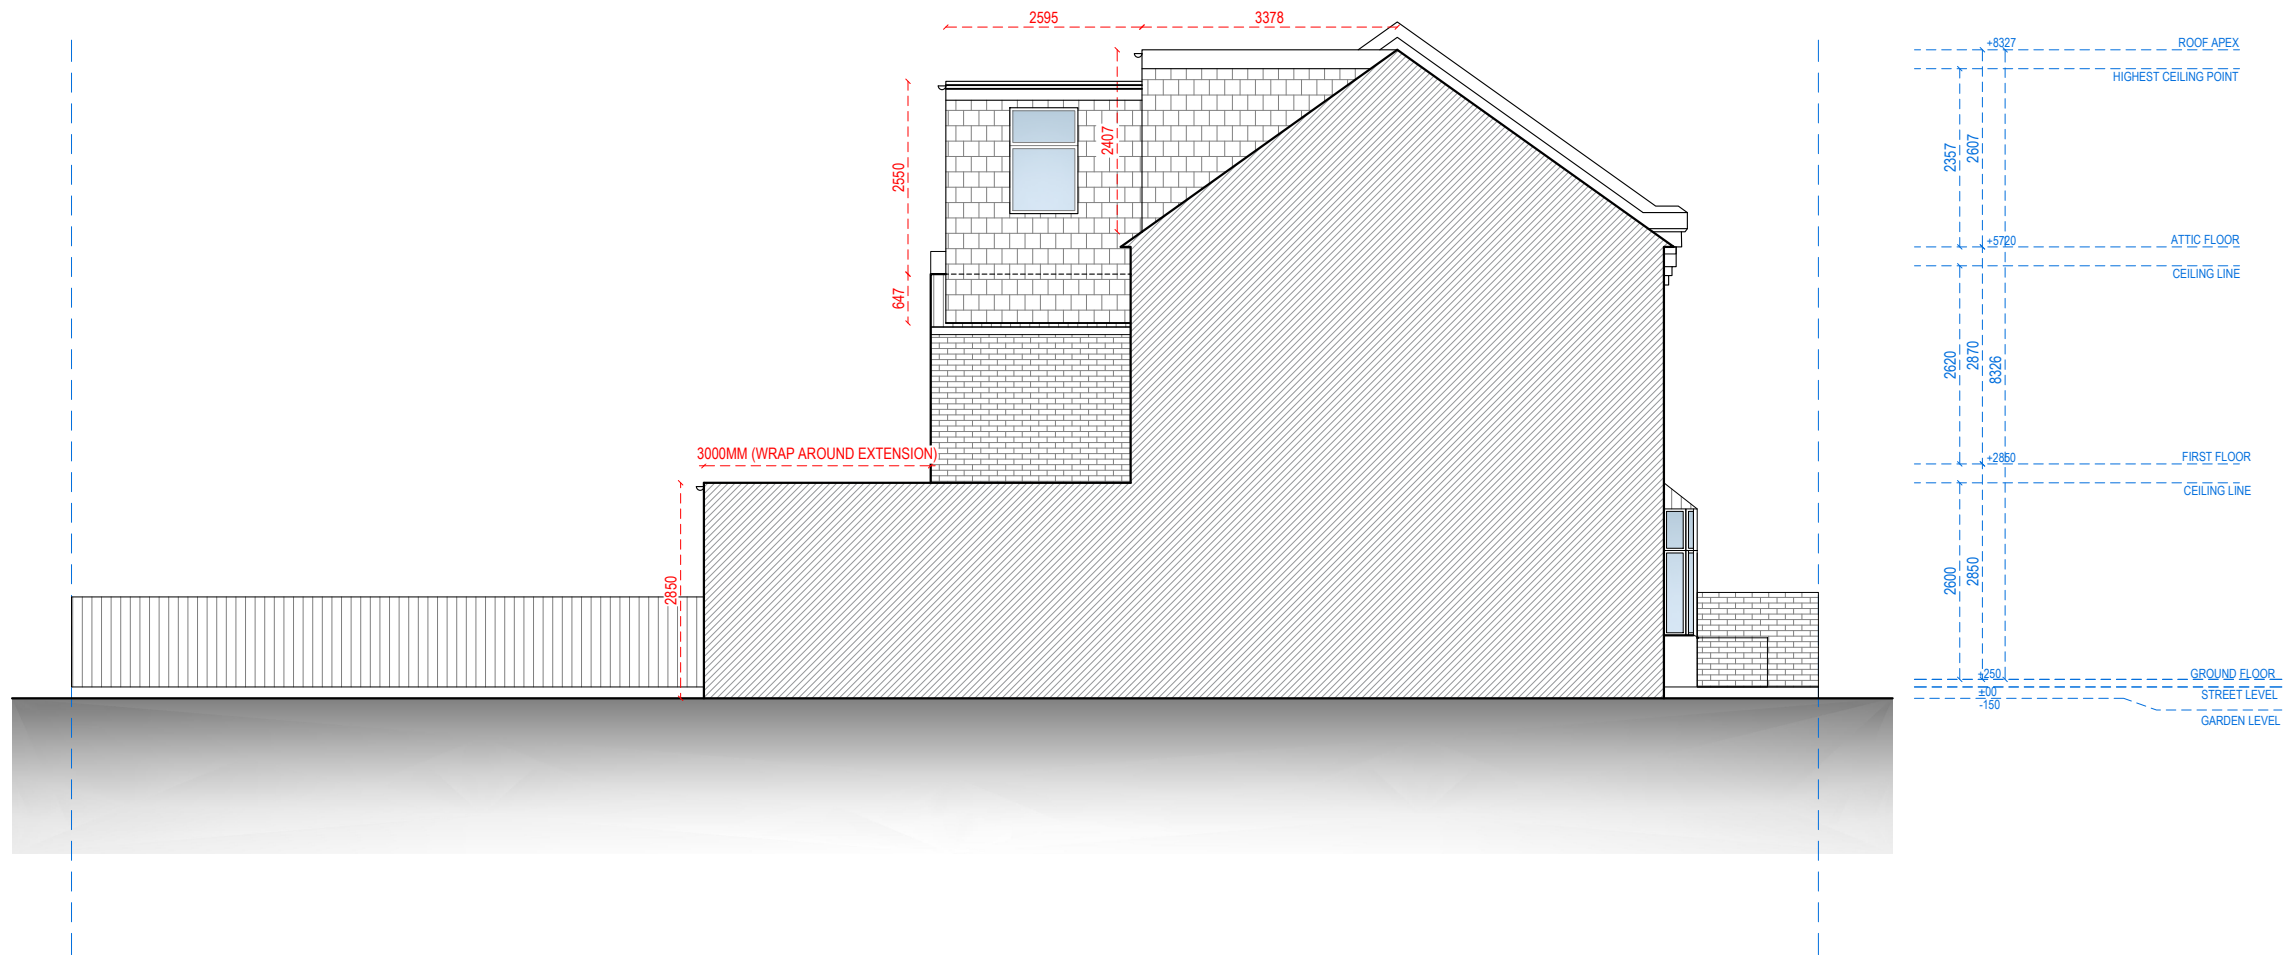 2595
3378
+8327
ROOF APEX
HIGHEST CEILING POINT
2407
2550
2357
2607
+5720
ATTIC FLOOR
CEILING LINE
647
2620
2870
8326
3000MM (WRAP AROUND EXTENSION)
+2850
FIRST FLOOR
CEILING LINE
2850
2600
2850
+250
GROUND FLOOR
±00
STREET LEVEL
-150
GARDEN LEVEL